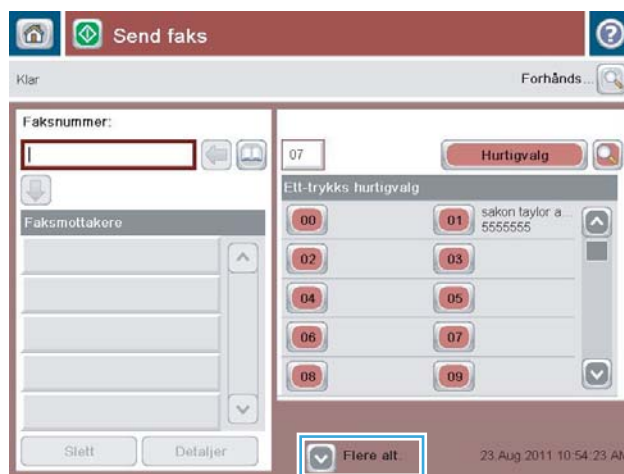 Send faks
?
Klar
Forhånds...
Faksnummer:
07
Hurtigvalg
Ett-trykks hurtigvalg
Faksmottakere
00
01
sakon taylor a...
5555555
02
03
04
05
06
07
08
09
Slett
Detaljer
Flere alt.
23 Aug 2011 10:54:23 AM